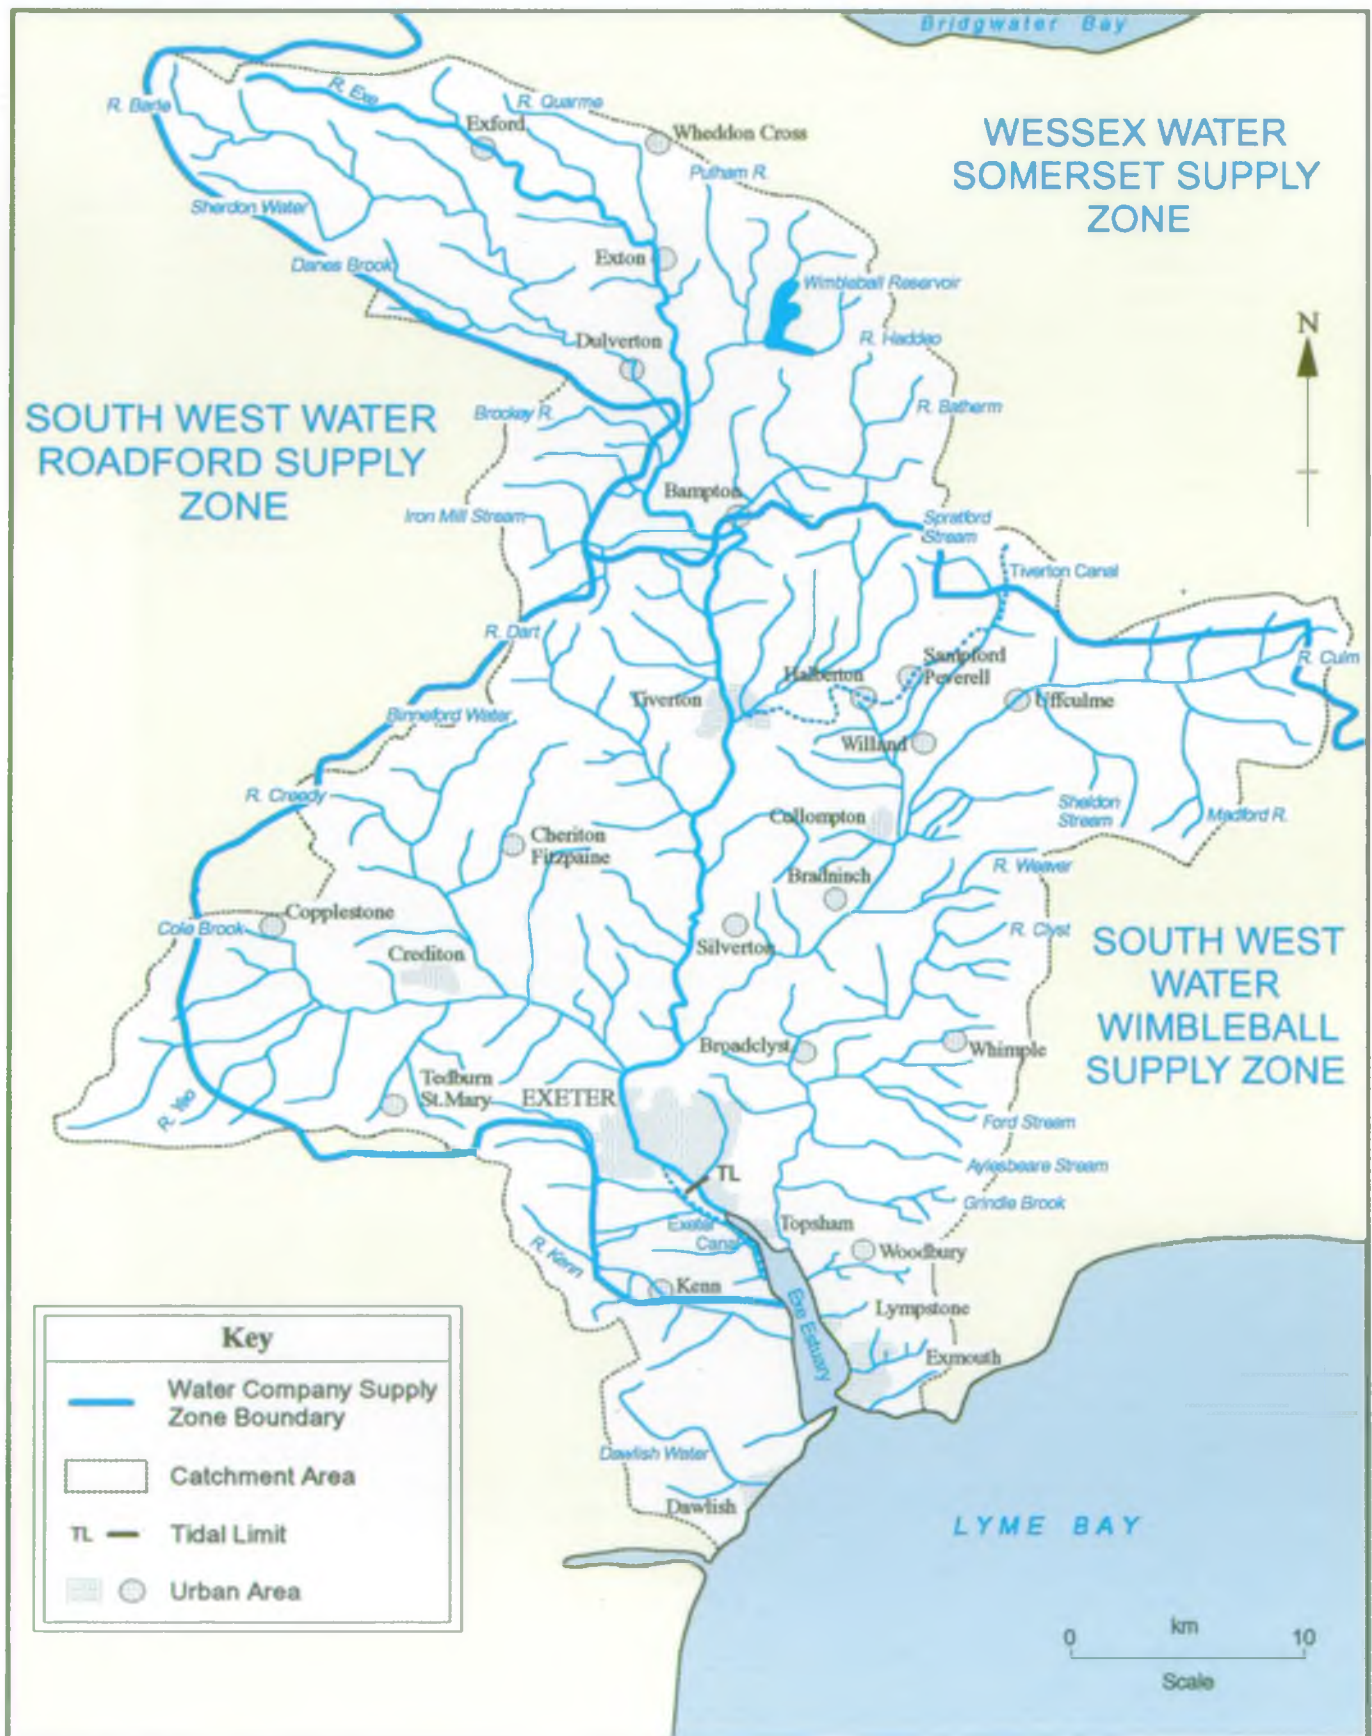 Bridgwater Bay
R. Barle
R. Exe
R. Quarme
Exford
Wheddon Cross
WESSEX WATER
SOMERSET SUPPLY
ZONE
Pulham R.
Sherdon Water
Danes Brook
Exton
Wimbleball Reservoir
N
Dulverton
R. Haddeo
SOUTH WEST WATER
ROADFORD SUPPLY
ZONE
Brockey R.
R. Batherm
Bampton
Iron Mill Stream
Spratford
Stream
Tiverton Canal
R. Dart
Sampford
Peverell
R. Culm
Halberton
Tiverton
Uffculme
Binneford Water
Willand
R. Creedy
Cullompton
Sheldon
Stream
Madford R.
Cheriton
Fitzpaine
R. Weaver
Bradninch
Copplestone
Cole Brook
R. Clyst
Crediton
Silverton
SOUTH WEST
WATER
WIMBLEBALL
SUPPLY ZONE
Broadclyst
Whimple
Tedburn
St.Mary
EXETER
R. Yeo
Ford Stream
Aylesbeare Stream
TL
Grindle Brook
Exeter
Canal
Topsham
Woodbury
R. Kenn
Kenn
Exe Estuary
Lympstone
Exmouth
Key
Water Company Supply
Zone Boundary
Catchment Area
TL Tidal Limit
Urban Area
Dawlish Water
Dawlish
LYME BAY
km
0 10
Scale